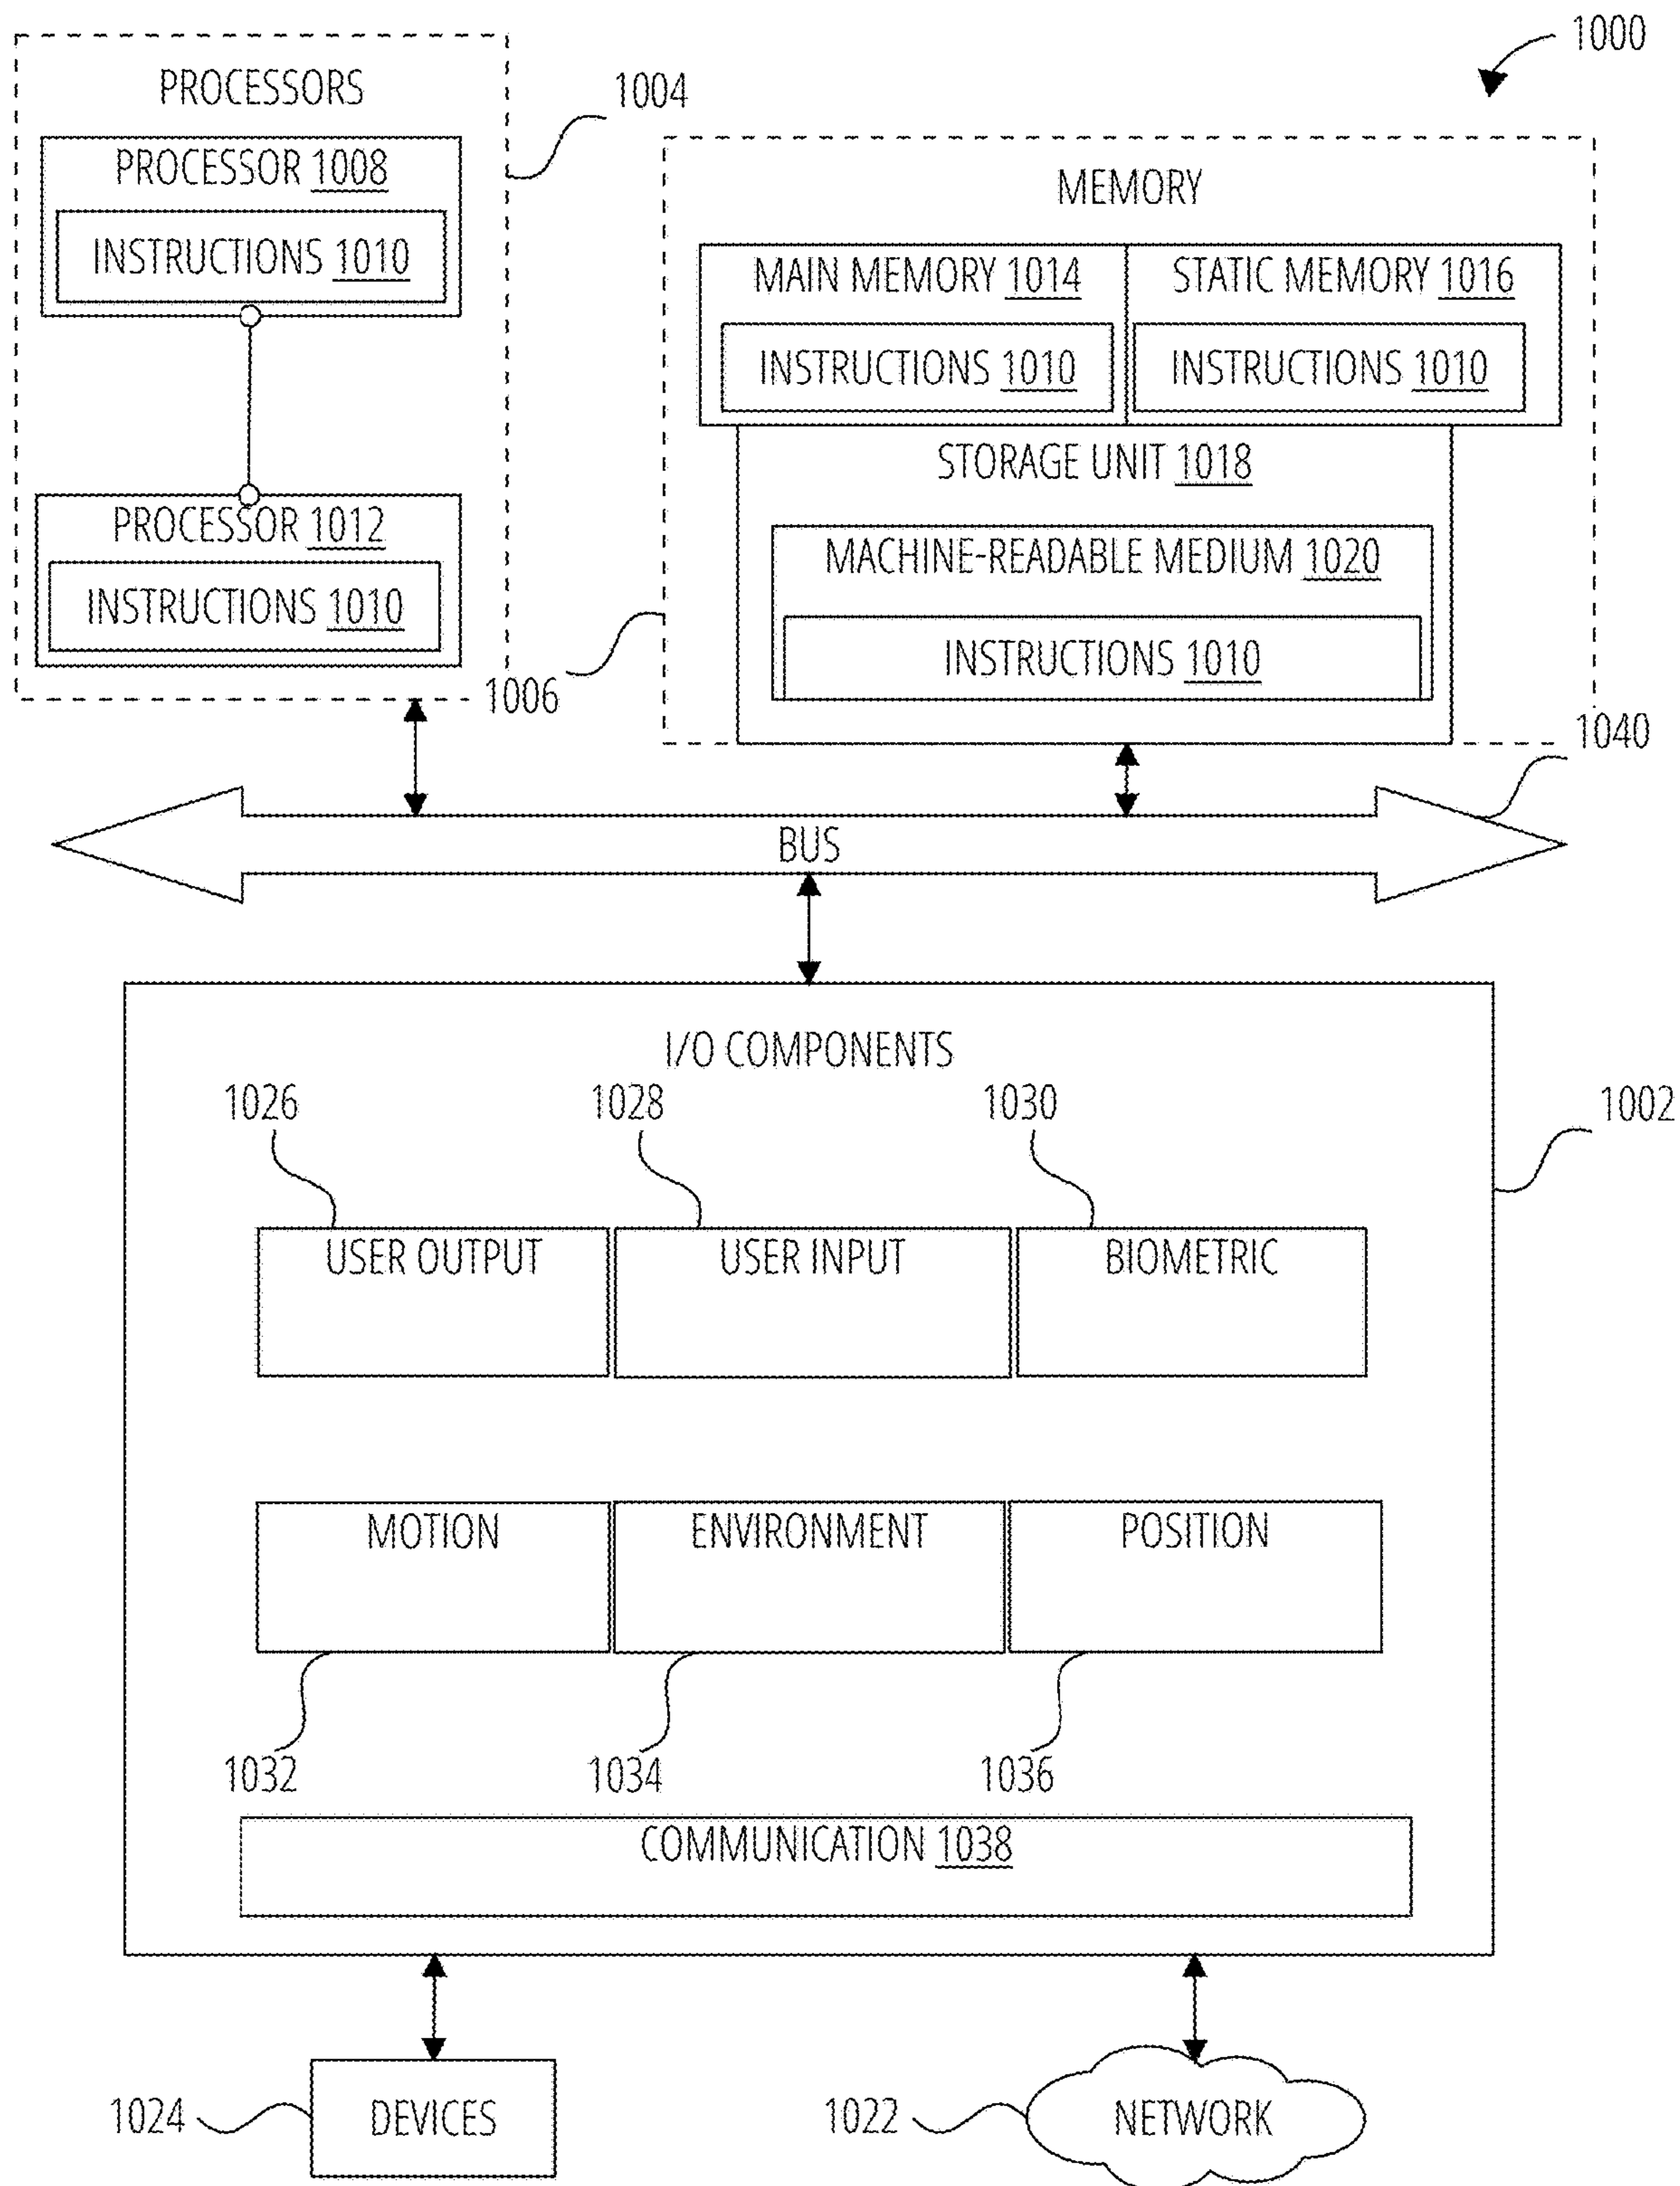 1000
PROCESSORS
1004
PROCESSOR 1008
INSTRUCTIONS 1010
PROCESSOR 1012
INSTRUCTIONS 1010
MEMORY
MAIN MEMORY 1014
INSTRUCTIONS 1010
STATIC MEMORY 1016
INSTRUCTIONS 1010
STORAGE UNIT 1018
MACHINE-READABLE MEDIUM 1020
INSTRUCTIONS 1010
1006
1040
BUS
I/O COMPONENTS
1002
1026
1028
1030
USER OUTPUT
USER INPUT
BIOMETRIC
MOTION
ENVIRONMENT
POSITION
1032
1034
1036
COMMUNICATION 1038
1024
DEVICES
1022
NETWORK